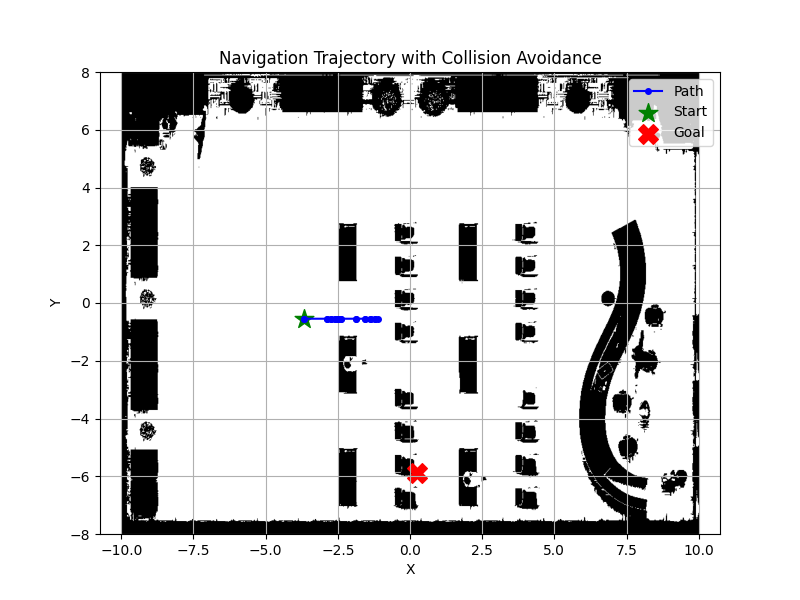 Navigation Trajectory with Collision Avoidance
Path
Start
Goal
8
6
4
2
0
−2
−4
−6
−8
Y
−10.0 −7.5 −5.0 −2.5 0.0 2.5 5.0 7.5 10.0
X